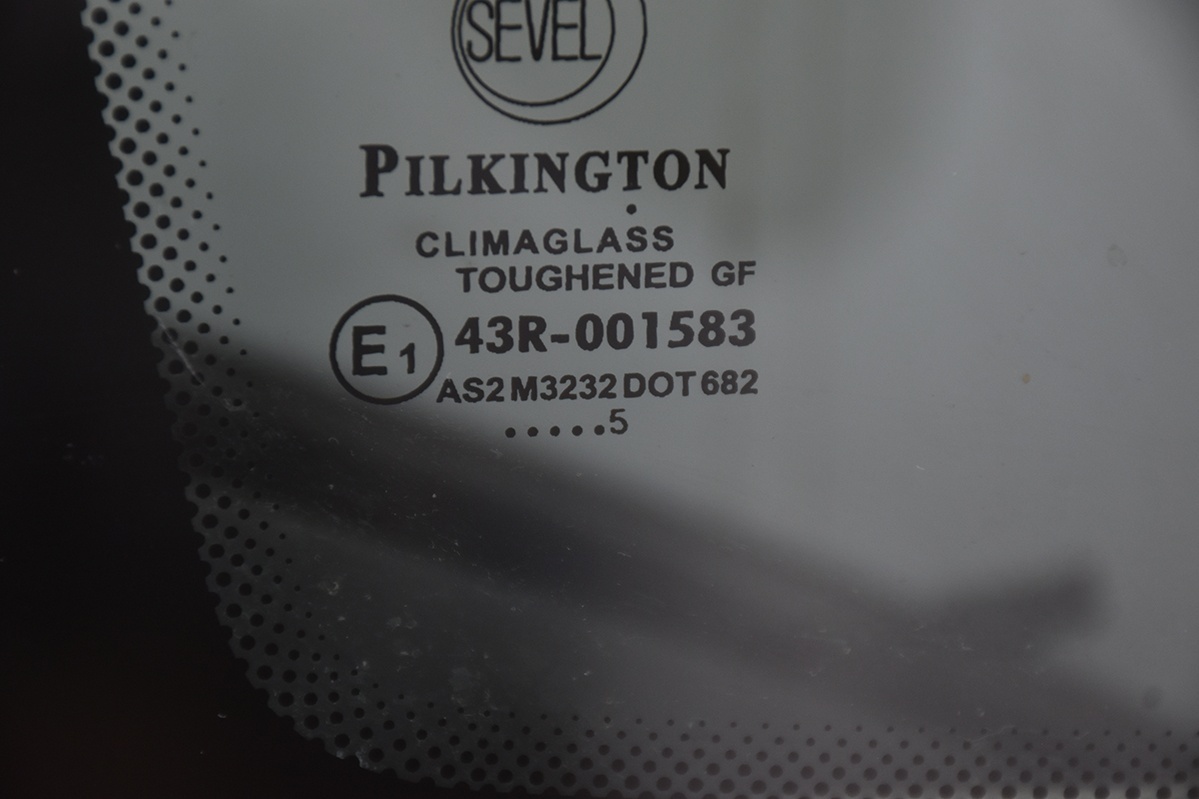 SEVEL
PILKINGTON
CLIMAGLASS
TOUGHENED GF
E1 43R-001583
AS2 M3232 DOT 682
.....5